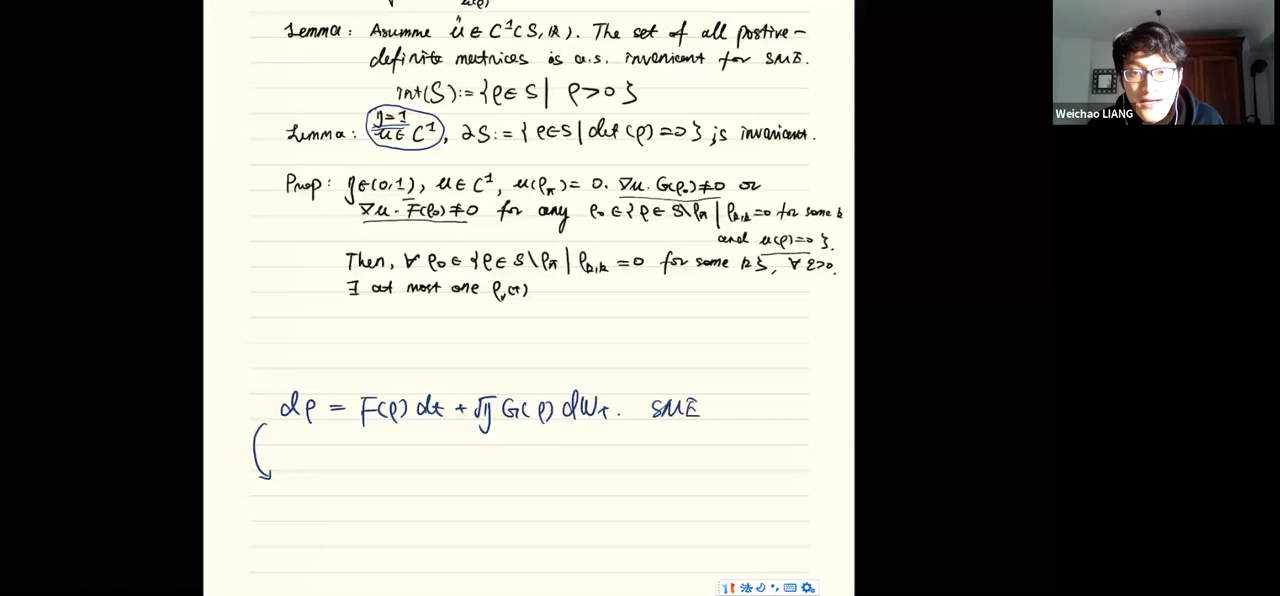 Lemma: Asumme u ∈ C¹(S, R). The set of all postive-
definite matrices is a.s. invariant for SME.
int(S) := {ρ ∈ S | ρ > 0}
Lemma: η=1 u ∈ C¹, ∂S := {ρ ∈ S | det(ρ) = 0} is invariant.
Prop: η ∈ (0,1), u ∈ C¹, u(ρ_n̄) = 0. ∇u · G(ρ₀) ≠ 0 or
∇u · F(ρ₀) ≠ 0 for any ρ₀ ∈ {ρ ∈ S \ ρ_n̄ | ρ_{k,k} = 0 for some k
and u(ρ) = 0}.
Then, ∀ ρ₀ ∈ {ρ ∈ S \ ρ_n̄ | ρ_{k,k} = 0 for some k}, ∀ ε > 0,
∃ at most one
dρ = F(ρ) dt + √η G(ρ) dW_t. SME
法
Weichao LIANG